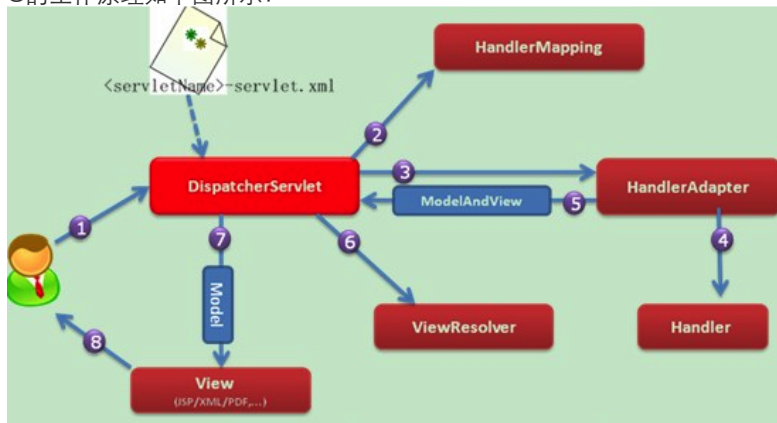 <servletName>-servlet.xml
HandlerMapping
2
3
DispatcherServlet
HandlerAdapter
ModelAndView
5
1
7
6
4
Model
ViewResolver
Handler
8
View
(JSP/XML/PDF,...)